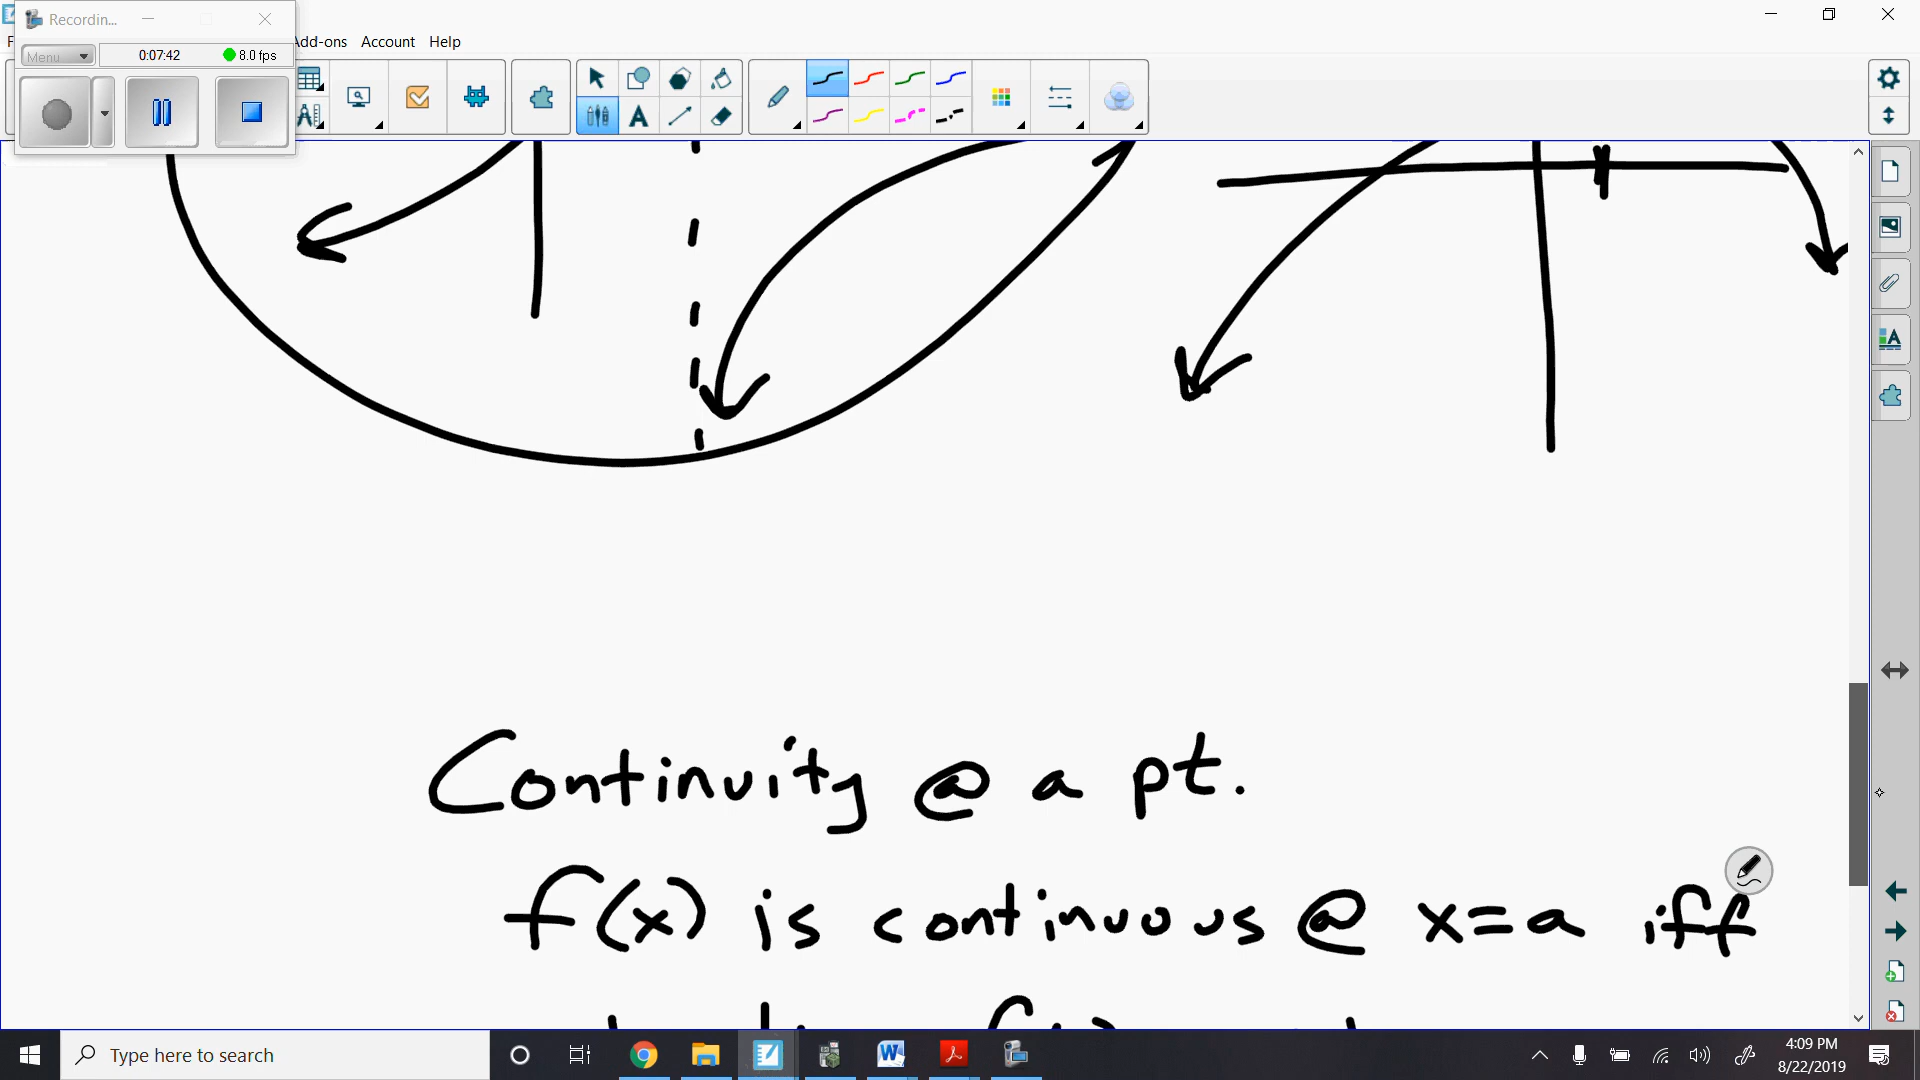 Recordin...
Menu
0:07:42
8.0 fps
Add-ons Account Help
Continuity @ a pt.
f(x) is continuous @ x=a iff
Type here to search
4:09 PM
8/22/2019